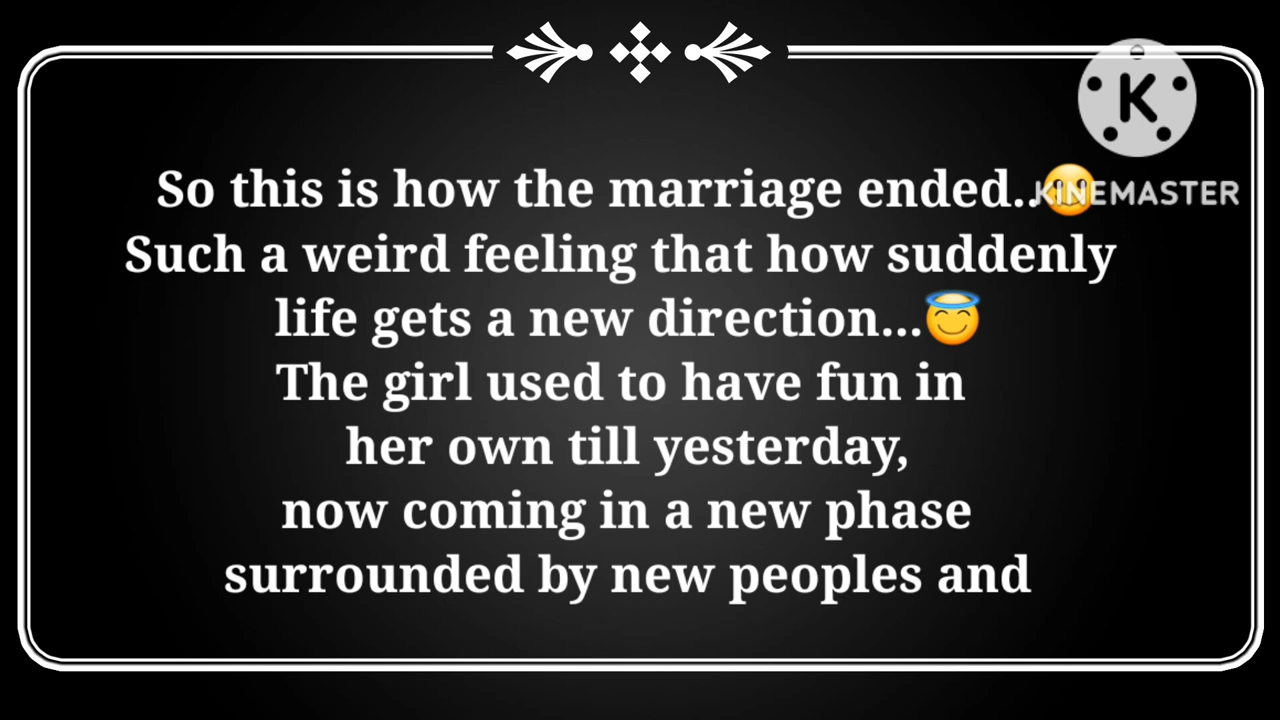 So this is how the marriage ended..😊
Such a weird feeling that how suddenly
life gets a new direction...😇
The girl used to have fun in
her own till yesterday,
now coming in a new phase
surrounded by new peoples and
K
KINEMASTER